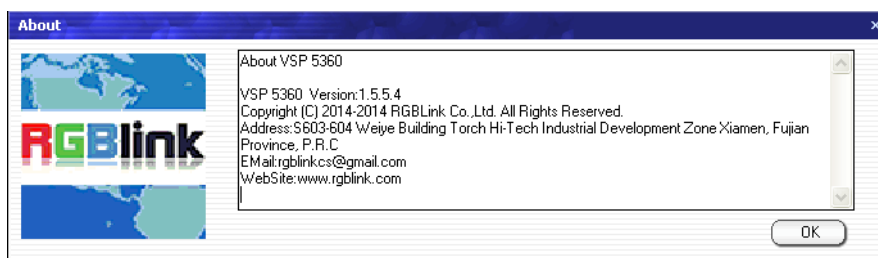 About
RGBlink
About VSP 5360
VSP 5360 Version:1.5.5.4
Copyright (C) 2014-2014 RGBLink Co.,Ltd. All Rights Reserved.
Address:S603-604 Weiye Building Torch Hi-Tech Industrial Development Zone Xiamen, Fujian
Province, P.R.C
EMail:rgblinkcs@gmail.com
WebSite:www.rgblink.com
OK